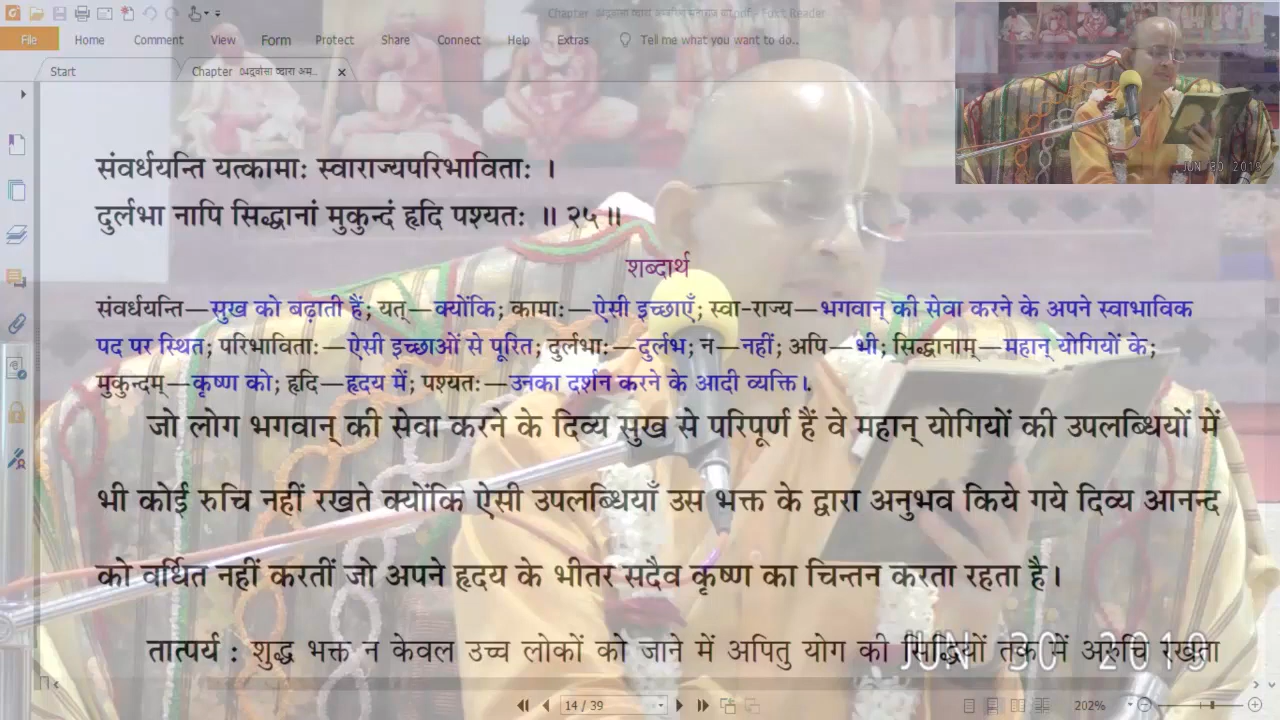 Chapter
Foxit Reader
File Home Comment View Form Protect Share Connect Help Extras Tell me what you want to do...
Start Chapter
JUN 30 2019
संवर्धयन्ति यत्कामाः स्वाराज्यपरिभाविताः ।
दुर्लभा नापि सिद्धानां मुकुन्दं हृदि पश्यतः ॥ २५॥
शब्दार्थ
संवर्धयन्ति—सुख को बढ़ाती हैं; यत्—क्योंकि; कामाः—ऐसी इच्छाएँ; स्वा-राज्य—भगवान् की सेवा करने के अपने स्वाभाविक
पद पर स्थित; परिभाविताः—ऐसी इच्छाओं से पूरित; दुर्लभाः—दुर्लभ; न—नहीं; अपि—भी; सिद्धानाम्—महान् योगियों के;
मुकुन्दम्—कृष्ण को; हृदि—हृदय में; पश्यतः—उनका दर्शन करने के आदी व्यक्ति।
जो लोग भगवान् की सेवा करने के दिव्य सुख से परिपूर्ण हैं वे महान् योगियों की उपलब्धियों में
भी कोई रुचि नहीं रखते क्योंकि ऐसी उपलब्धियाँ उस भक्त के द्वारा अनुभव किये गये दिव्य आनन्द
को वर्धित नहीं करतीं जो अपने हृदय के भीतर सदैव कृष्ण का चिन्तन करता रहता है।
तात्पर्य : शुद्ध भक्त न केवल उच्च लोकों को जाने में अपितु योग की सिद्धियों तक में अरुचि रखता
JUN 30 2019
14 / 39 202%